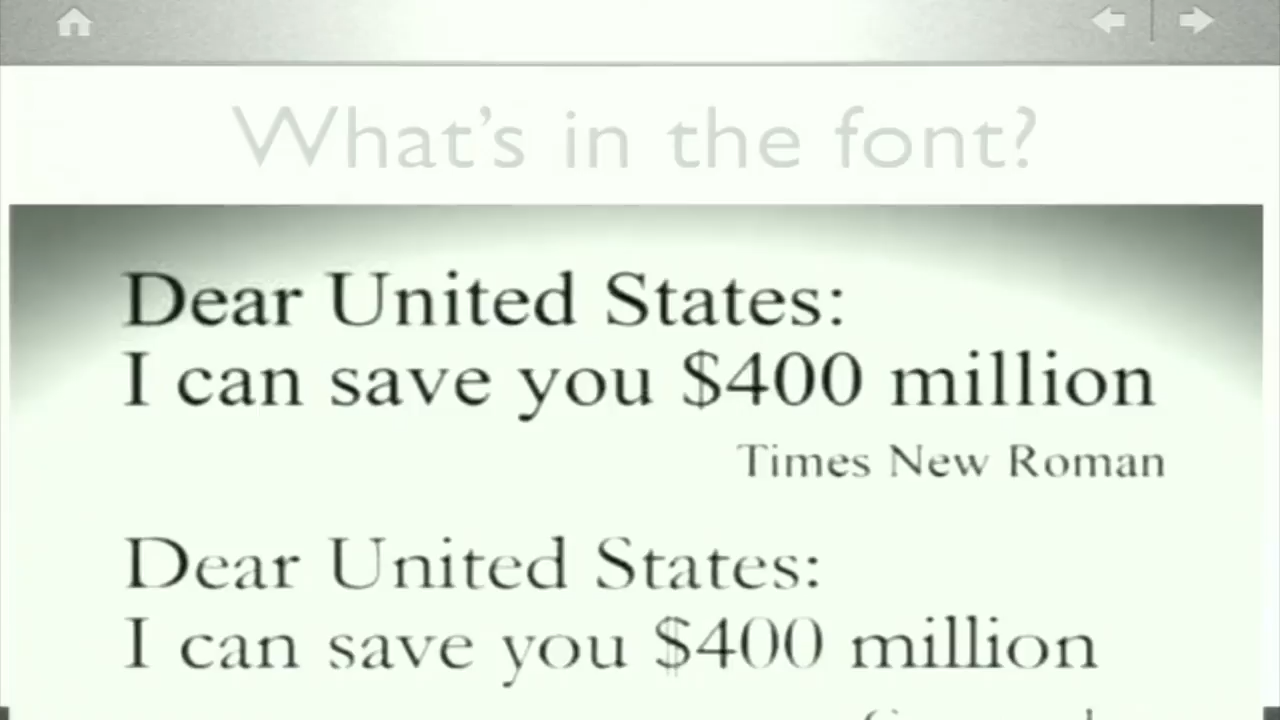 What's in the font?
Dear United States:
I can save you $400 million
Times New Roman
Dear United States:
I can save you $400 million